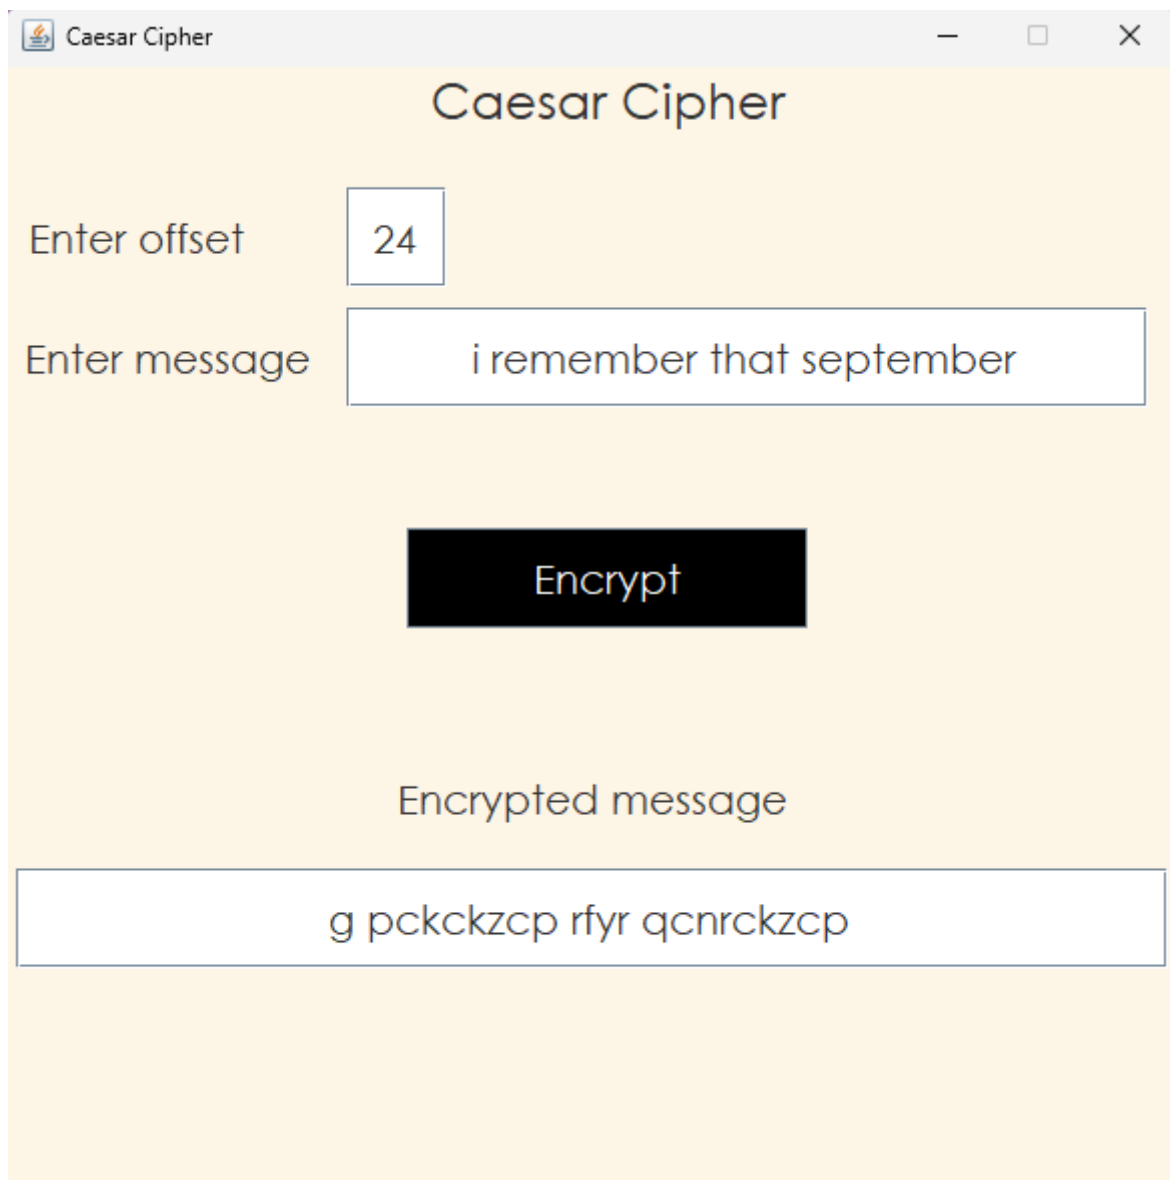 Caesar Cipher
Caesar Cipher
Enter offset 24
Enter message i remember that september
Encrypt
Encrypted message
g pckckzcp rfyr qcnrckzcp